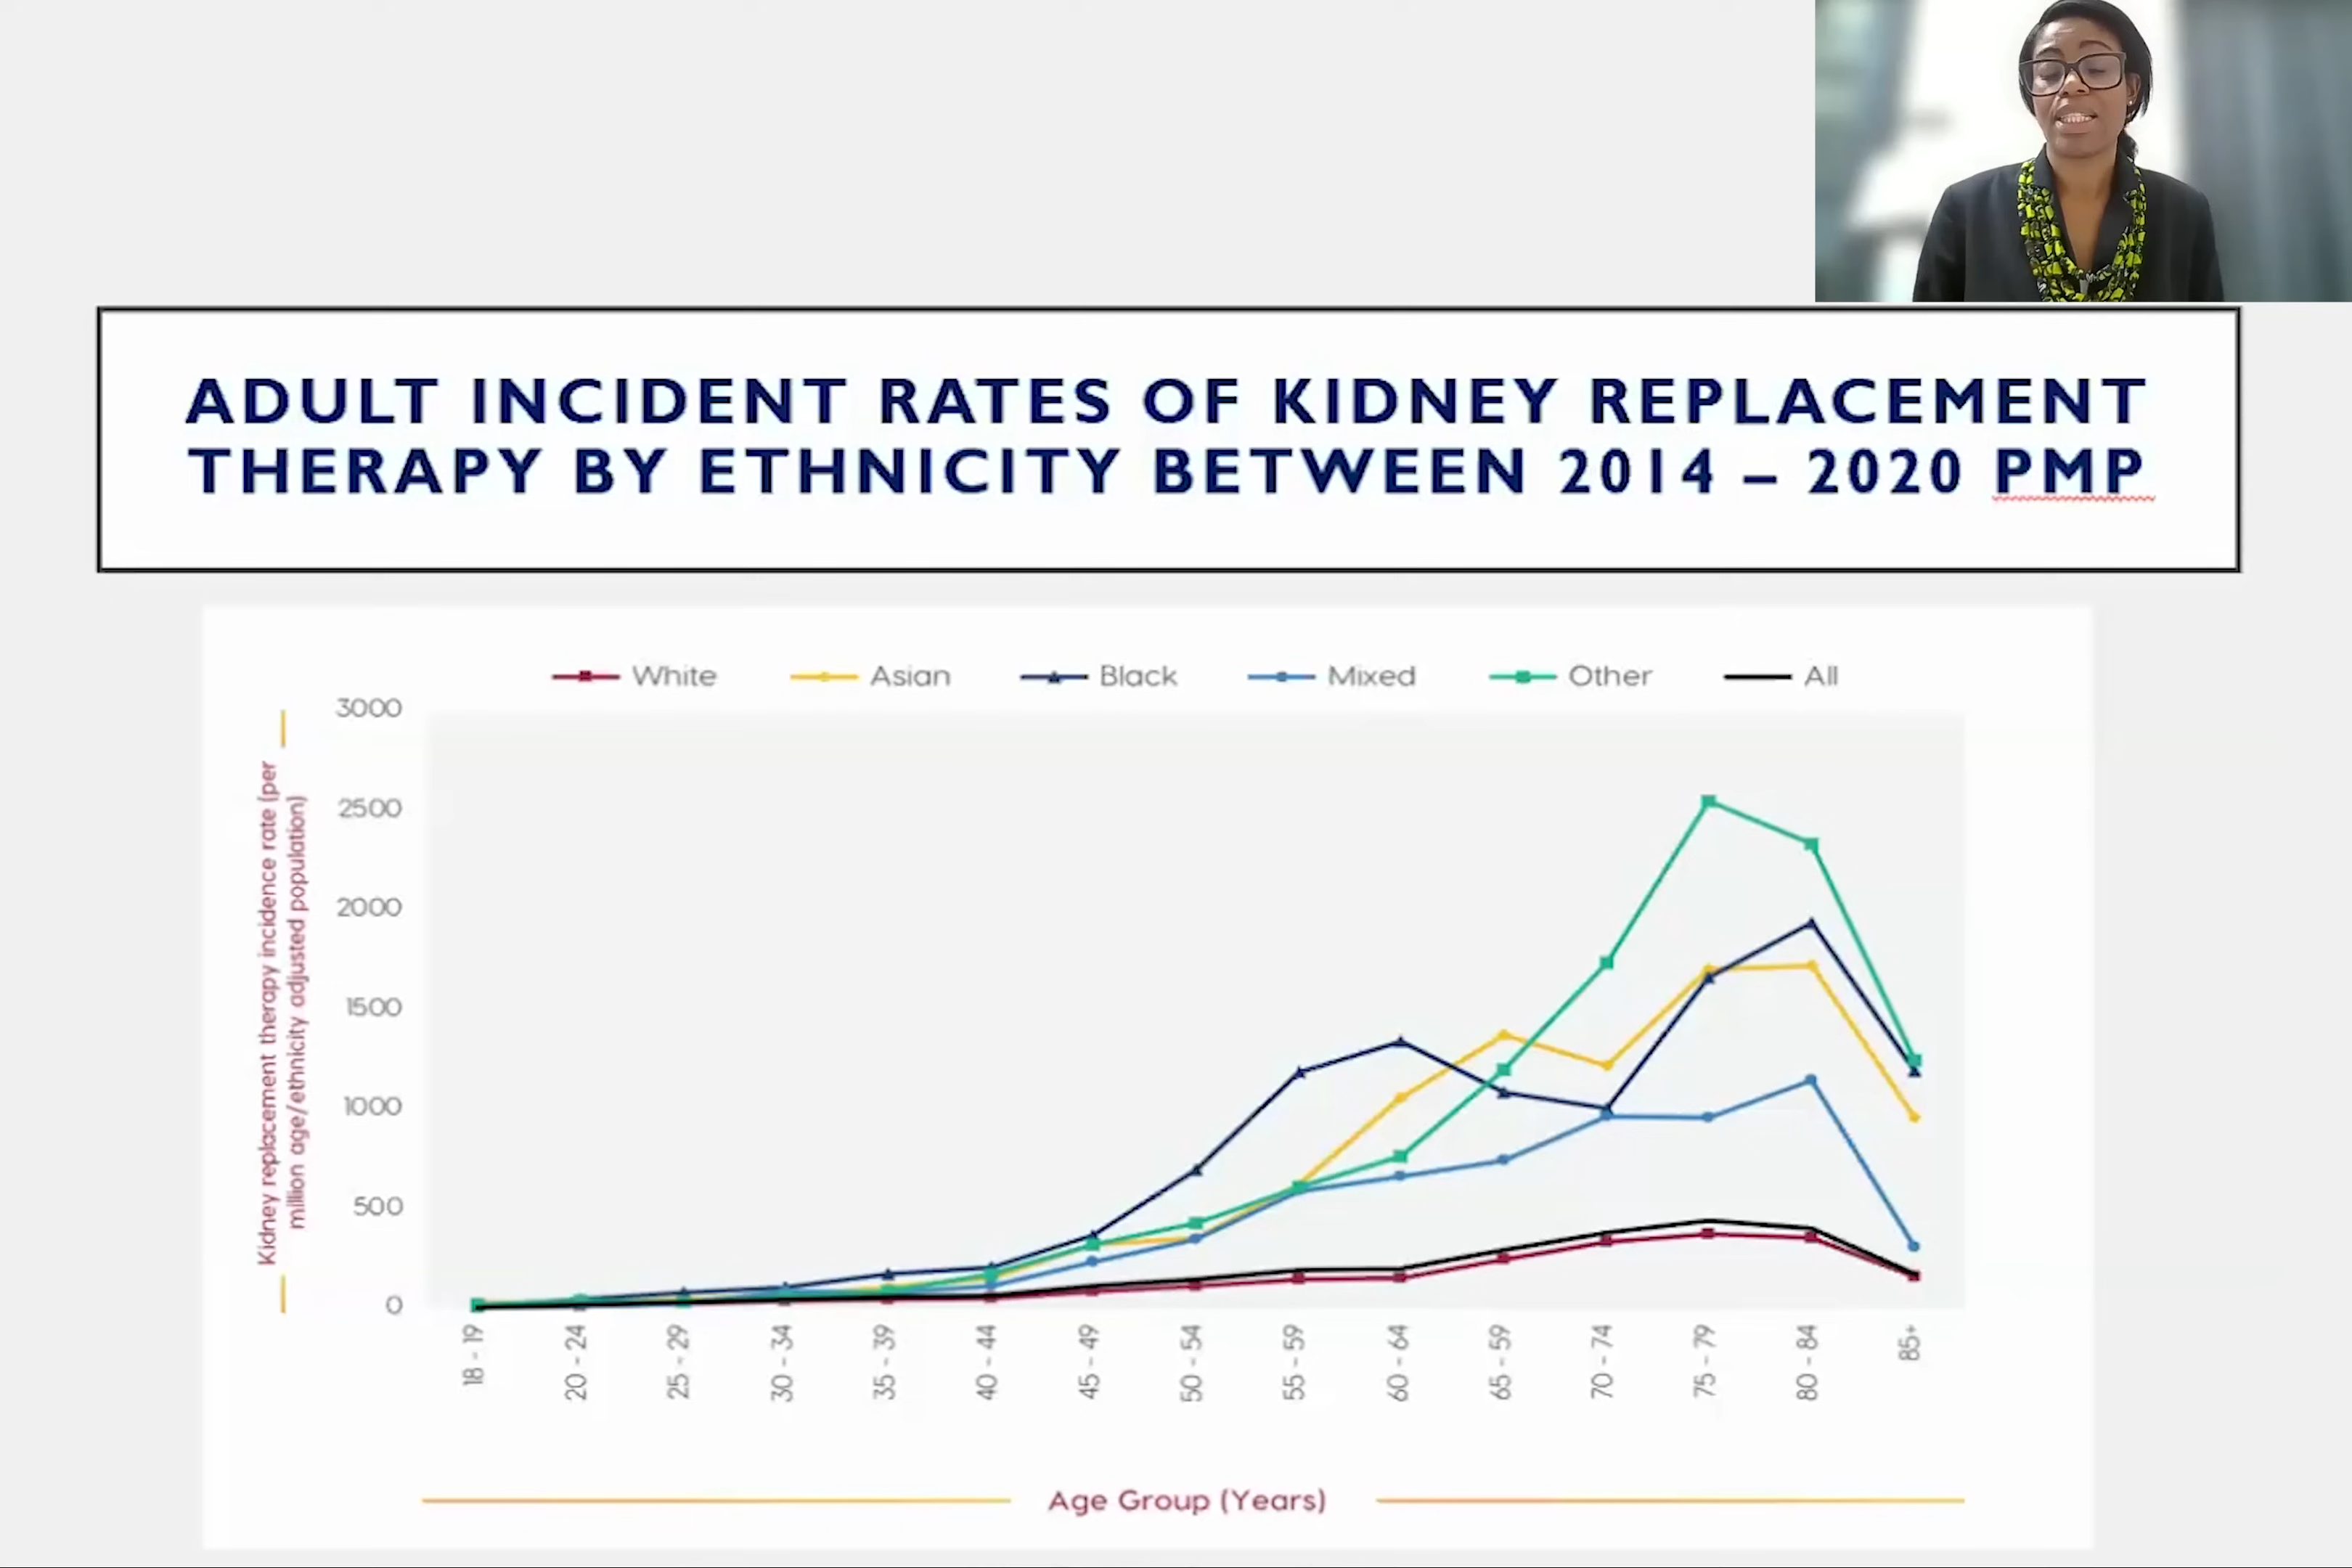 ADULT INCIDENT RATES OF KIDNEY REPLACEMENT
THERAPY BY ETHNICITY BETWEEN 2014 – 2020 PMP
White Asian Black Mixed Other All
Kidney replacement therapy incidence rate (per
million age/ethnicity adjusted population)
3000
2500
2000
1500
1000
500
0
18 - 19
20 - 24
25 - 29
30 - 34
35 - 39
40 - 44
45 - 49
50 - 54
55 - 59
60 - 64
65 - 59
70 - 74
75 - 79
80 - 84
85+
Age Group (Years)